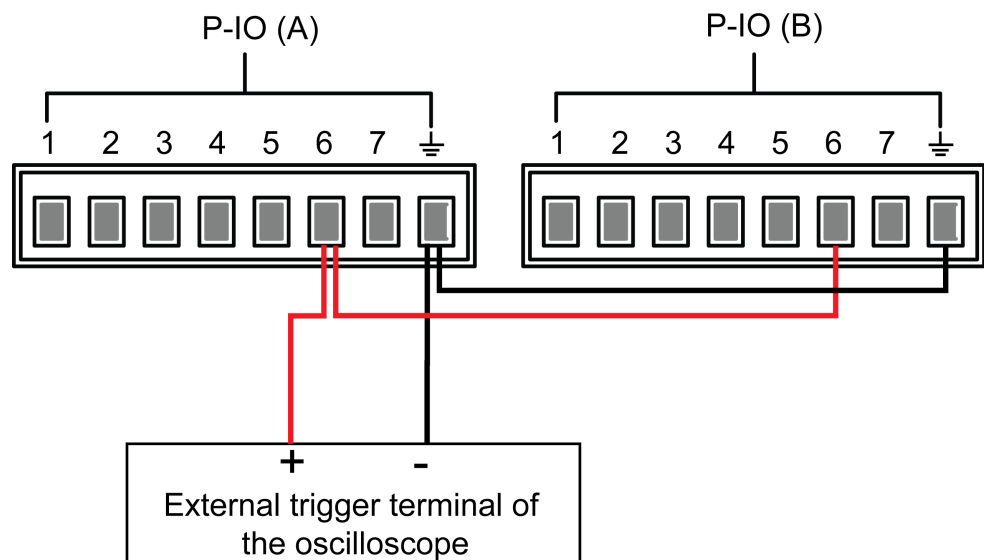 P-IO (A)
P-IO (B)
1 2 3 4 5 6 7
1 2 3 4 5 6 7
+ -
External trigger terminal of
the oscilloscope